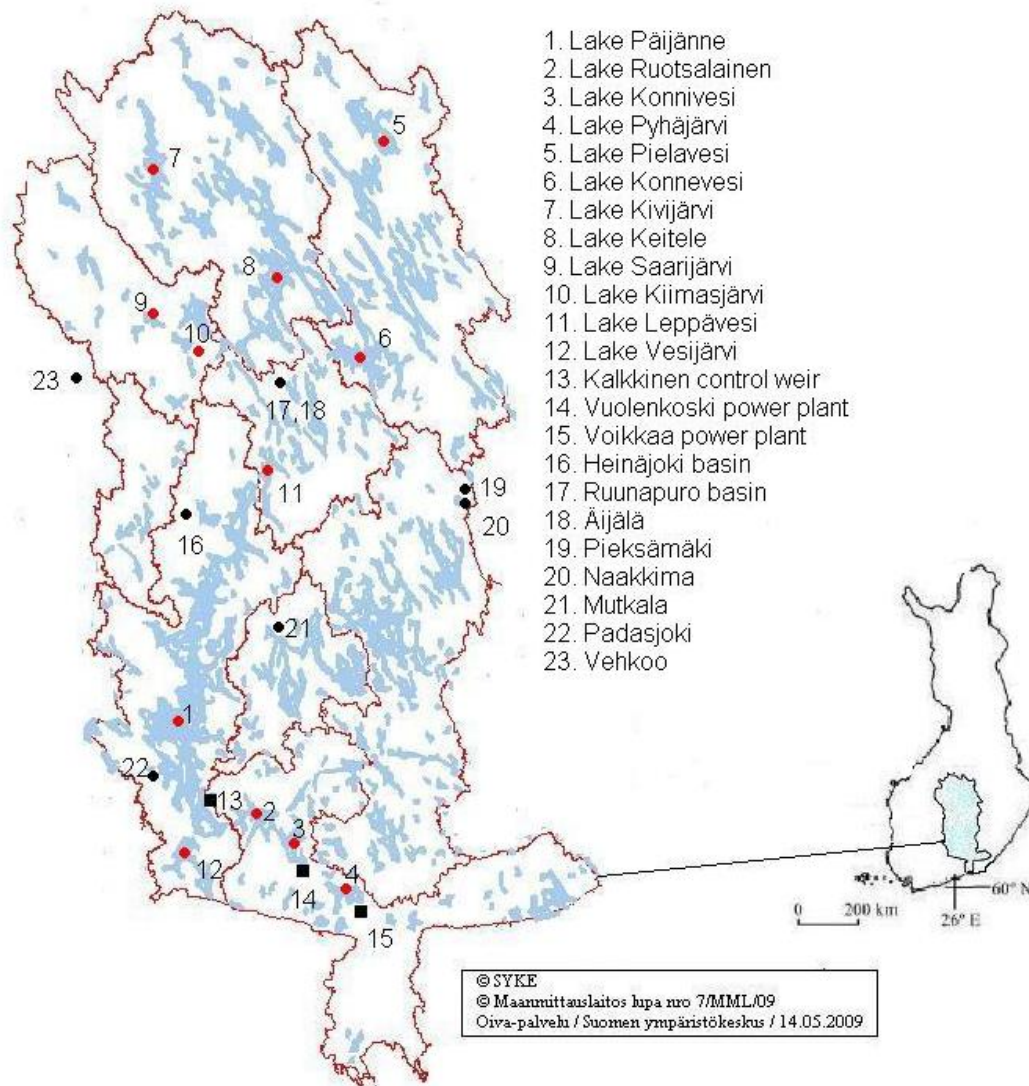 1. Lake Päijänne
2. Lake Ruotsalainen
3. Lake Konnivesi
4. Lake Pyhäjärvi
5. Lake Pielavesi
6. Lake Konnevesi
7. Lake Kivijärvi
8. Lake Keitele
9. Lake Saarijärvi
10. Lake Kiimasjärvi
11. Lake Leppävesi
12. Lake Vesijärvi
13. Kalkkinen control weir
14. Vuolenkoski power plant
15. Voikkaa power plant
16. Heinäjoki basin
17. Ruunapuro basin
18. Äijälä
19. Pieksämäki
20. Naakkima
21. Mutkala
22. Padasjoki
23. Vehkoo
5
7
8
9
10
6
23
17,18
11
19
20
16
21
1
22
13
2
3
12
14
4
15
60° N
0 200 km
26° E
© SYKE
© Maanmittauslaitos lupa nro 7/MML/09
Oiva-palvelu / Suomen ympäristökeskus / 14.05.2009